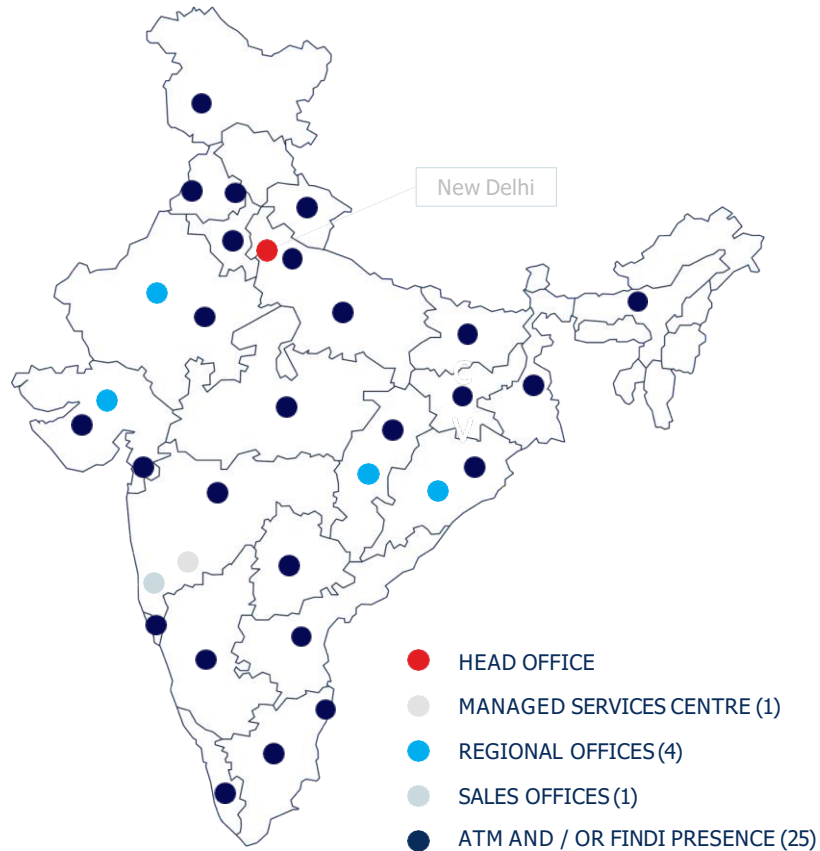 New Delhi
HEAD OFFICE
MANAGED SERVICES CENTRE (1)
REGIONAL OFFICES (4)
SALES OFFICES (1)
ATM AND / OR FINDI PRESENCE (25)